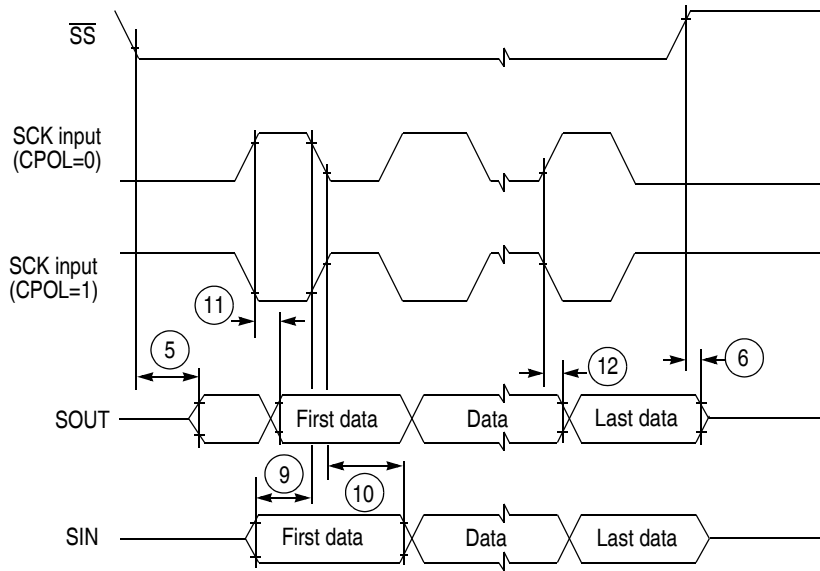 SS
SCK input
(CPOL=0)
SCK input
(CPOL=1)
11
5
12
6
SOUT
First data
Data
Last data
9
10
SIN
First data
Data
Last data